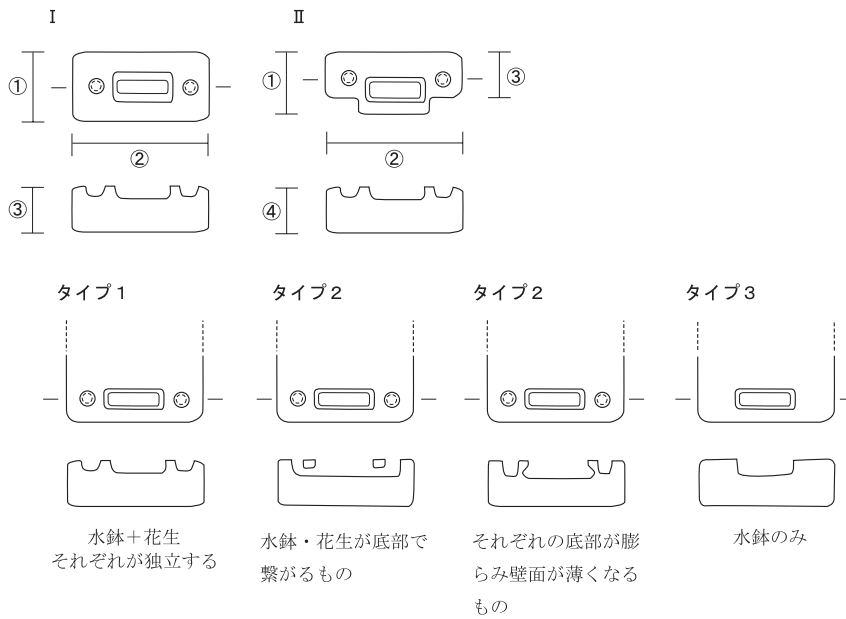 Ⅰ
Ⅱ
①
②
③
①
③
②
④
タイプ1
タイプ2
タイプ2
タイプ3
水鉢＋花生
それぞれが独立する
水鉢・花生が底部で
繋がるもの
それぞれの底部が膨
らみ壁面が薄くなる
もの
水鉢のみ